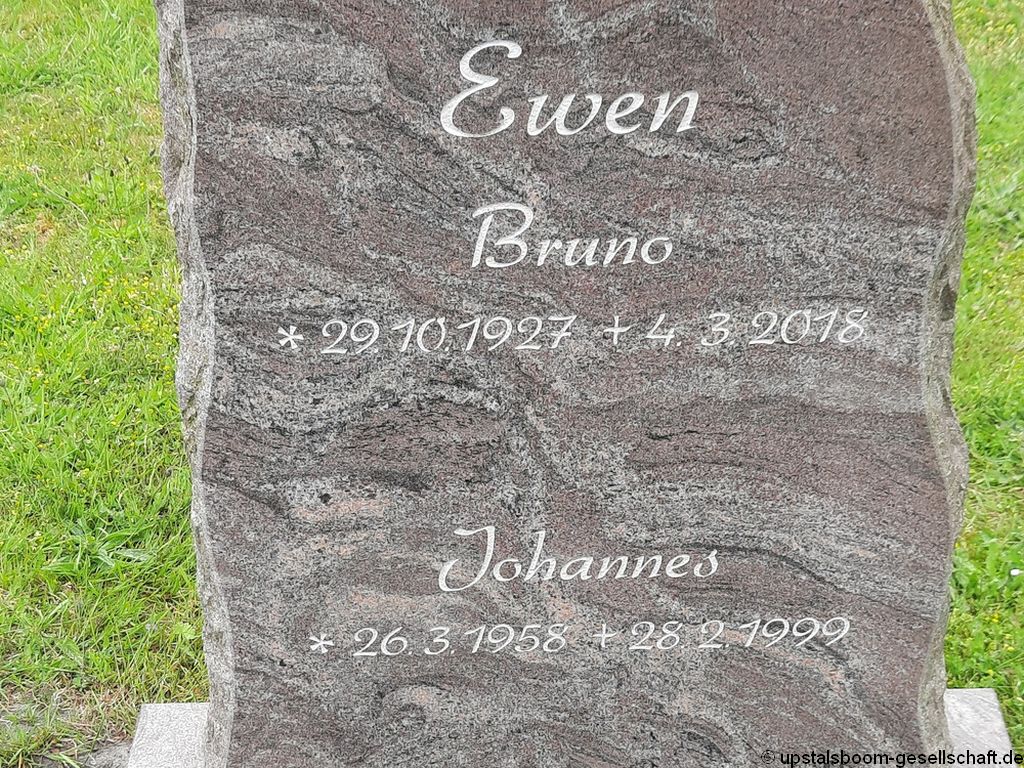 Ewen
Bruno
* 29.10.1927 + 4. 3. 2018
Johannes
* 26. 3. 1958 + 28. 2. 1999
© upstalsboom-gesellschaft.de